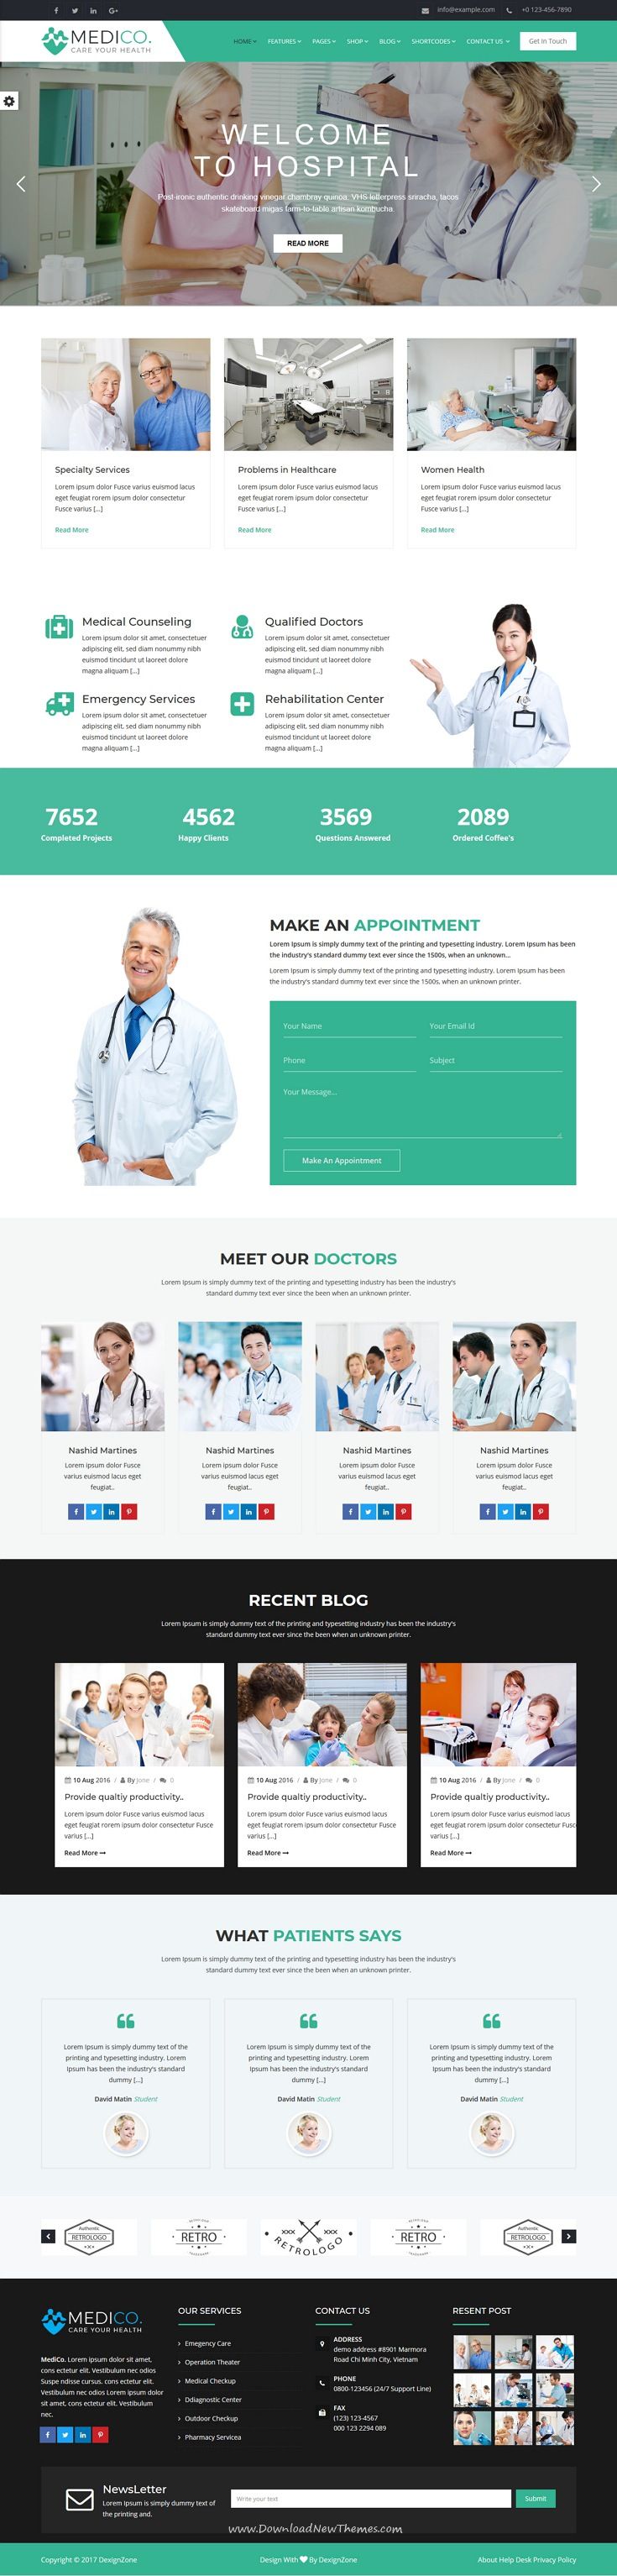 info@example.com
+0 123-456-7890
MEDICO.
CARE YOUR HEALTH
HOME FEATURES PAGES SHOP BLOG SHORTCODES CONTACT US
Get In Touch
WELCOME
TO HOSPITAL
Post-ironic authentic drinking vinegar chambray quinoa, VHS letterpress sriracha, tacos
skateboard migas farm-to-table artisan kombucha.
READ MORE
Specialty Services
Lorem ipsum dolor Fusce varius euismod lacus
eget feugiat rorem ipsum dolor consectetur
Fusce varius [...]
Read More
Problems in Healthcare
Lorem ipsum dolor Fusce varius euismod lacus
eget feugiat rorem ipsum dolor consectetur
Fusce varius [...]
Read More
Women Health
Lorem ipsum dolor Fusce varius euismod lacus
eget feugiat rorem ipsum dolor consectetur
Fusce varius [...]
Read More
Medical Counseling
Lorem ipsum dolor sit amet, consectetuer
adipiscing elit, sed diam nonummy nibh
euismod tincidunt ut laoreet dolore
magna aliquam [...]
Qualified Doctors
Lorem ipsum dolor sit amet, consectetuer
adipiscing elit, sed diam nonummy nibh
euismod tincidunt ut laoreet dolore
magna aliquam [...]
Emergency Services
Lorem ipsum dolor sit amet, consectetuer
adipiscing elit, sed diam nonummy nibh
euismod tincidunt ut laoreet dolore
magna aliquam [...]
Rehabilitation Center
Lorem ipsum dolor sit amet, consectetuer
adipiscing elit, sed diam nonummy nibh
euismod tincidunt ut laoreet dolore
magna aliquam [...]
7652
Completed Projects
4562
Happy Clients
3569
Questions Answered
2089
Ordered Coffee's
MAKE AN APPOINTMENT
Lorem Ipsum is simply dummy text of the printing and typesetting industry. Lorem Ipsum has been
the industry's standard dummy text ever since the 1500s, when an unknown...
Lorem Ipsum is simply dummy text of the printing and typesetting industry. Lorem Ipsum has been
the industry's standard dummy text ever since the 1500s, when an unknown printer.
Your Name
Your Email Id
Phone
Subject
Your Message...
Make An Appointment
MEET OUR DOCTORS
Lorem Ipsum is simply dummy text of the printing and typesetting industry has been the industry's
standard dummy text ever since the been when an unknown printer.
Nashid Martines
Lorem ipsum dolor Fusce
varius euismod lacus eget
feugiat..
Nashid Martines
Lorem ipsum dolor Fusce
varius euismod lacus eget
feugiat..
Nashid Martines
Lorem ipsum dolor Fusce
varius euismod lacus eget
feugiat..
Nashid Martines
Lorem ipsum dolor Fusce
varius euismod lacus eget
feugiat..
RECENT BLOG
Lorem Ipsum is simply dummy text of the printing and typesetting industry has been the industry's
standard dummy text ever since the been when an unknown printer.
10 Aug 2016 / By Jone / 0
Provide qualtiy productivity..
Lorem ipsum dolor Fusce varius euismod lacus
eget feugiat rorem ipsum dolor consectetur Fusce
varius [...]
Read More
10 Aug 2016 / By Jone / 0
Provide qualtiy productivity..
Lorem ipsum dolor Fusce varius euismod lacus
eget feugiat rorem ipsum dolor consectetur Fusce
varius [...]
Read More
10 Aug 2016 / By Jone / 0
Provide qualtiy productivity..
Lorem ipsum dolor Fusce varius euismod lacus
eget feugiat rorem ipsum dolor consectetur Fusc
varius [...]
Read More
WHAT PATIENTS SAYS
Lorem Ipsum is simply dummy text of the printing and typesetting industry has been the industry's
standard dummy text ever since the been when an unknown printer.
Lorem Ipsum is simply dummy text of the
printing and typesetting industry. Lorem
Ipsum has been the industry's standard
dummy [...]
David Matin Student
Lorem Ipsum is simply dummy text of the
printing and typesetting industry. Lorem
Ipsum has been the industry's standard
dummy [...]
David Matin Student
Lorem Ipsum is simply dummy text of the
printing and typesetting industry. Lorem
Ipsum has been the industry's standard
dummy [...]
David Matin Student
Authentic
RETROLOGO
RETRO
XXX XXX
RETROLOGO
RETRO
Authentic
RETROLOGO
MEDICO.
CARE YOUR HEALTH
MediCo. Lorem ipsum dolor sit amet,
cons ectetur elit. Vestibulum nec odios
Suspe ndisse cursus. cons ectetur elit.
Vestibulum nec odios Lorem ipsum dolor
sit amet, cons ectetur elit. Vestibulum
nec.
OUR SERVICES
Emegency Care
Operation Theater
Medical Checkup
Ddiagnostic Center
Outdoor Checkup
Pharmacy Servicea
CONTACT US
ADDRESS
demo address #8901 Marmora
Road Chi Minh City, Vietnam
PHONE
0800-123456 (24/7 Support Line)
FAX
(123) 123-4567
000 123 2294 089
RESENT POST
NewsLetter
Lorem Ipsum is simply dummy text of
the printing and.
Write your text
Submit
www.DownloadNewThemes.com
Copyright © 2017 DexignZone
Design With By DexignZone
About Help Desk Privacy Policy